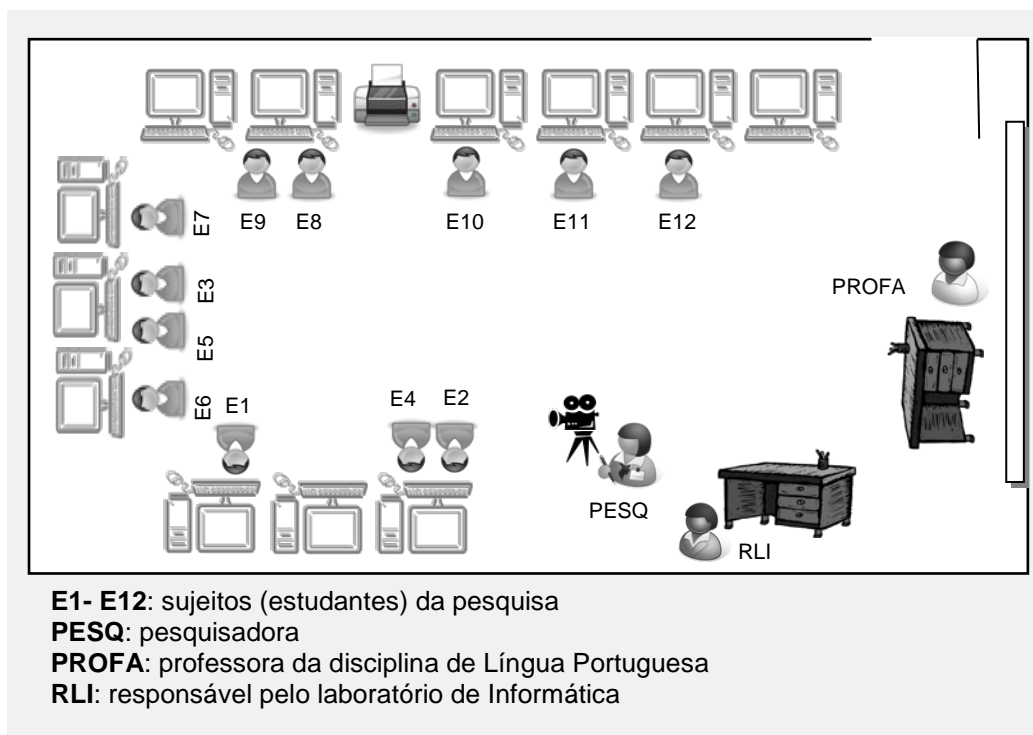 E9
E8
E10
E11
E12
E7
E3
E5
E6
E1
E4
E2
PROFA
PESQ
RLI
E1- E12: sujeitos (estudantes) da pesquisa
PESQ: pesquisadora
PROFA: professora da disciplina de Língua Portuguesa
RLI: responsável pelo laboratório de Informática